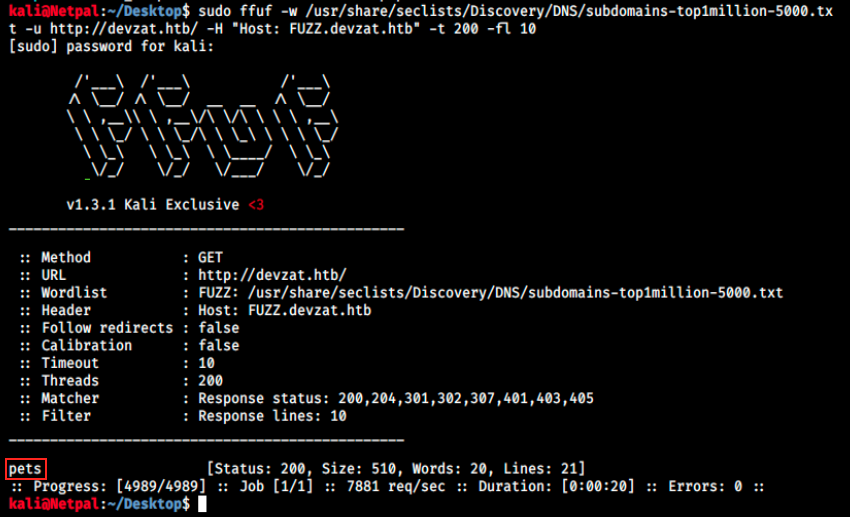 kali@Netpal:~/Desktop$ sudo ffuf -w /usr/share/seclists/Discovery/DNS/subdomains-top1million-5000.tx
t -u http://devzat.htb/ -H "Host: FUZZ.devzat.htb" -t 200 -fl 10
[sudo] password for kali:
v1.3.1 Kali Exclusive <3
:: Method : GET
:: URL : http://devzat.htb/
:: Wordlist : FUZZ: /usr/share/seclists/Discovery/DNS/subdomains-top1million-5000.txt
:: Header : Host: FUZZ.devzat.htb
:: Follow redirects : false
:: Calibration : false
:: Timeout : 10
:: Threads : 200
:: Matcher : Response status: 200,204,301,302,307,401,403,405
:: Filter : Response lines: 10
pets [Status: 200, Size: 510, Words: 20, Lines: 21]
:: Progress: [4989/4989] :: Job [1/1] :: 7881 req/sec :: Duration: [0:00:20] :: Errors: 0 ::
kali@Netpal:~/Desktop$